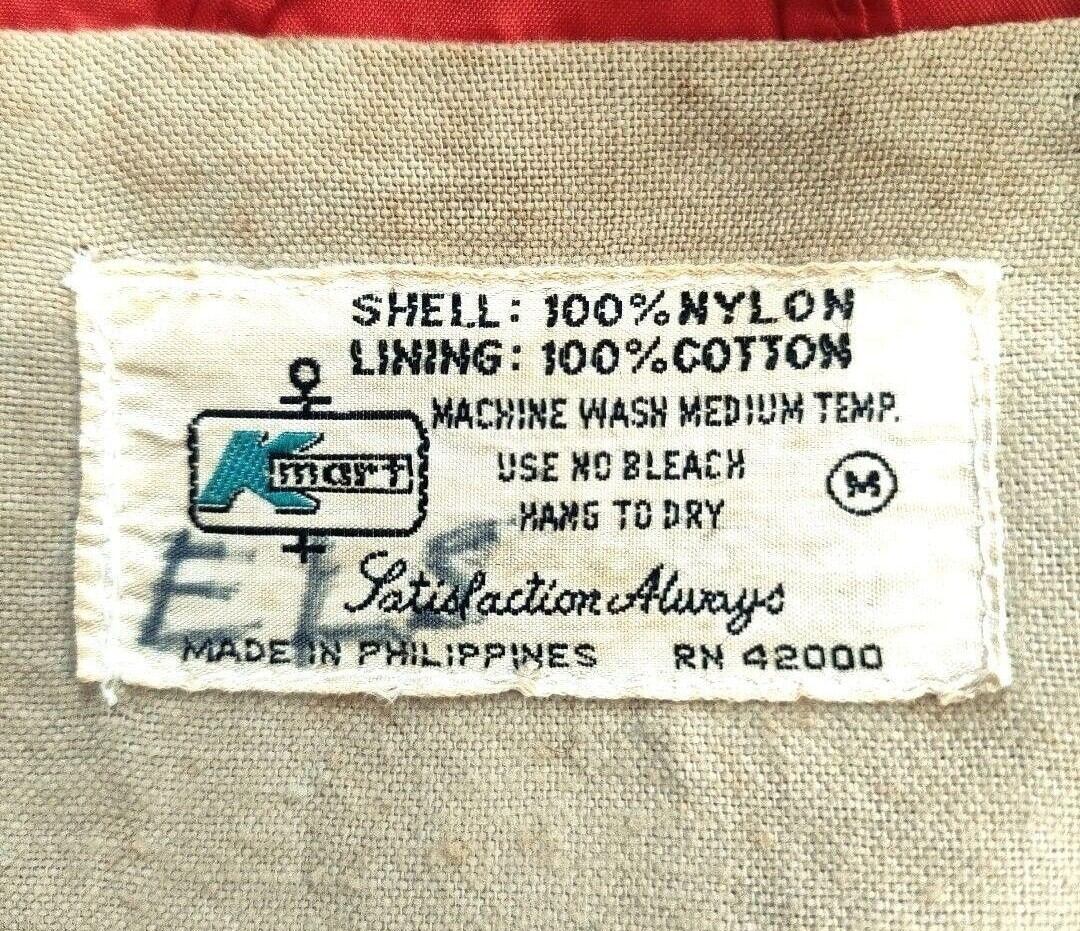 SHELL: 100% NYLON
LINING: 100% COTTON
MACHINE WASH MEDIUM TEMP.
Kmart
USE NO BLEACH
M
HANG TO DRY
ELS
Satisfaction Always
MADE IN PHILIPPINES RN 42000